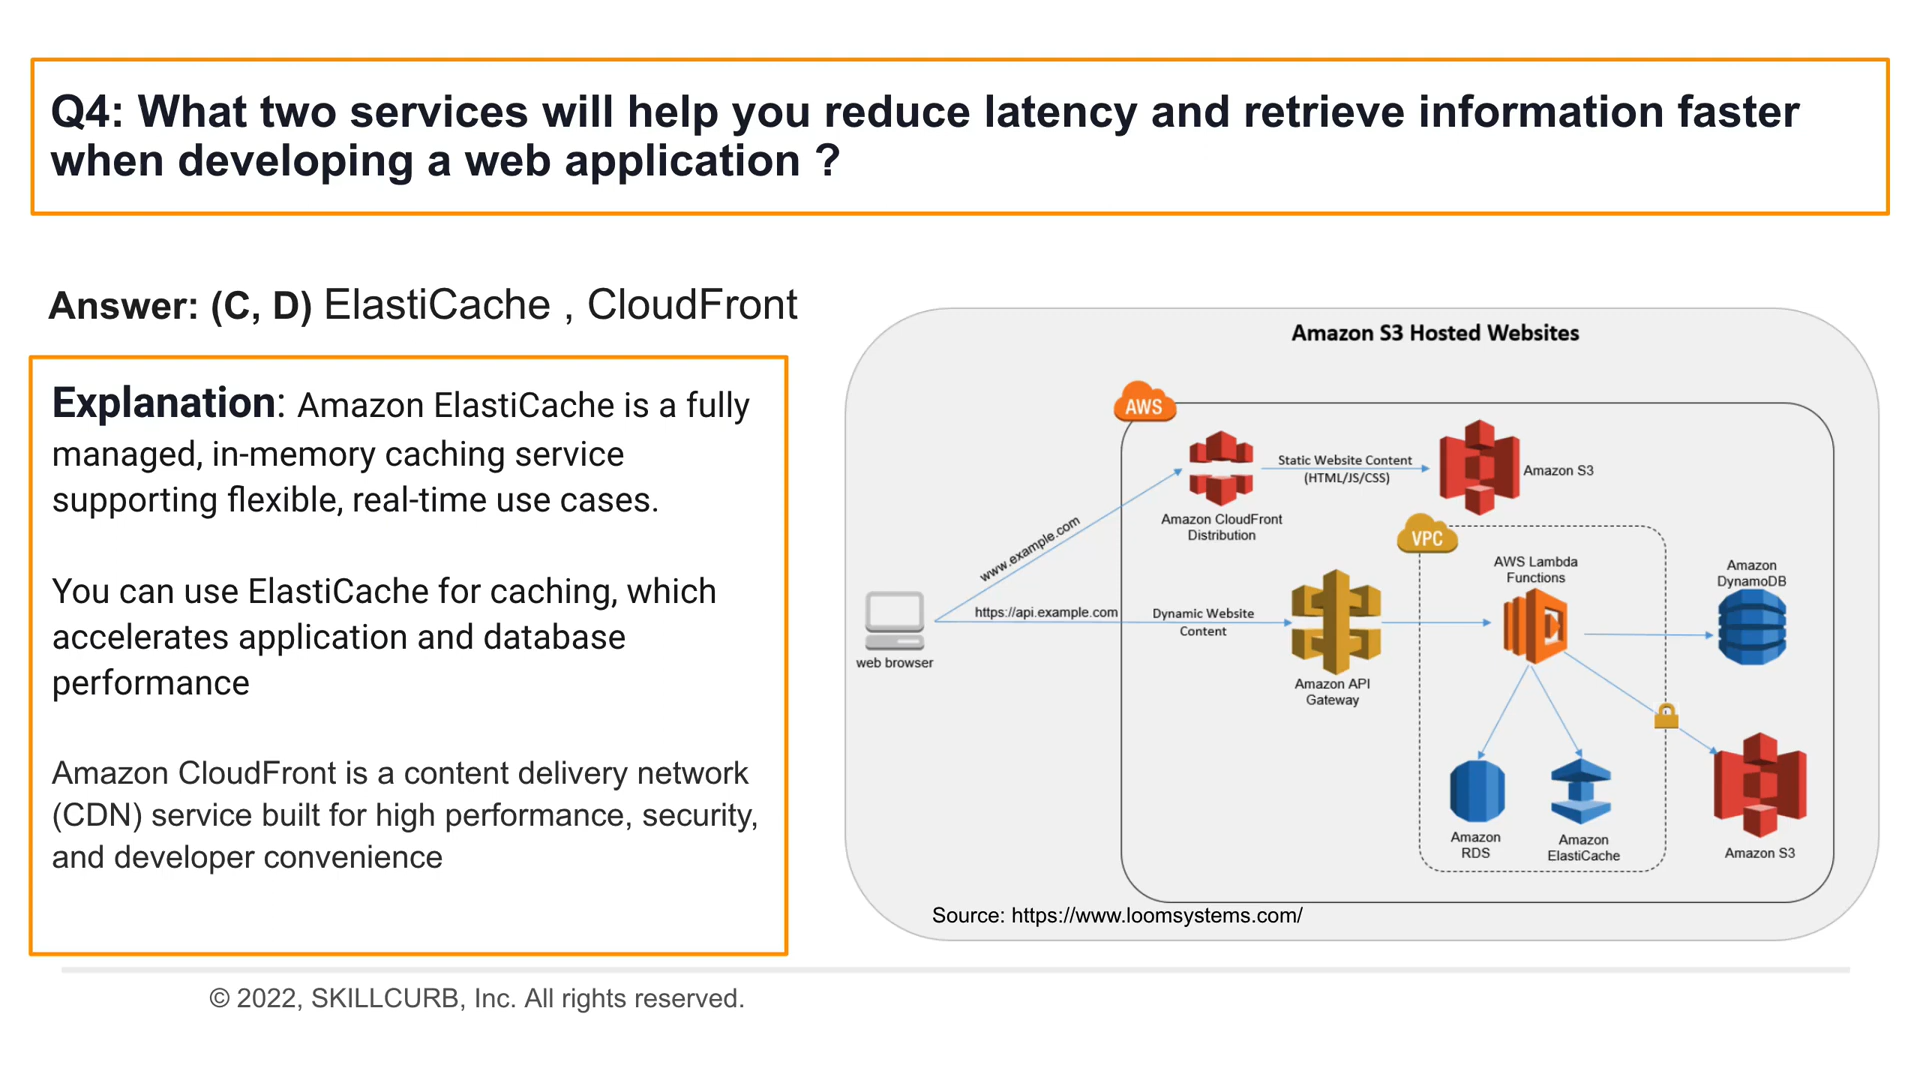 Q4: What two services will help you reduce latency and retrieve information faster
when developing a web application ?
Answer: (C, D) ElastiCache , CloudFront
Explanation: Amazon ElastiCache is a fully
managed, in-memory caching service
supporting flexible, real-time use cases.
You can use ElastiCache for caching, which
accelerates application and database
performance
Amazon CloudFront is a content delivery network
(CDN) service built for high performance, security,
and developer convenience
Amazon S3 Hosted Websites
AWS
Static Website Content
(HTML/JS/CSS)
Amazon S3
Amazon CloudFront
Distribution
www.example.com
VPC
AWS Lambda
Functions
Amazon
DynamoDB
https://api.example.com
Dynamic Website
Content
web browser
Amazon API
Gateway
Amazon
RDS
Amazon
ElastiCache
Amazon S3
Source: https://www.loomsystems.com/
© 2022, SKILLCURB, Inc. All rights reserved.